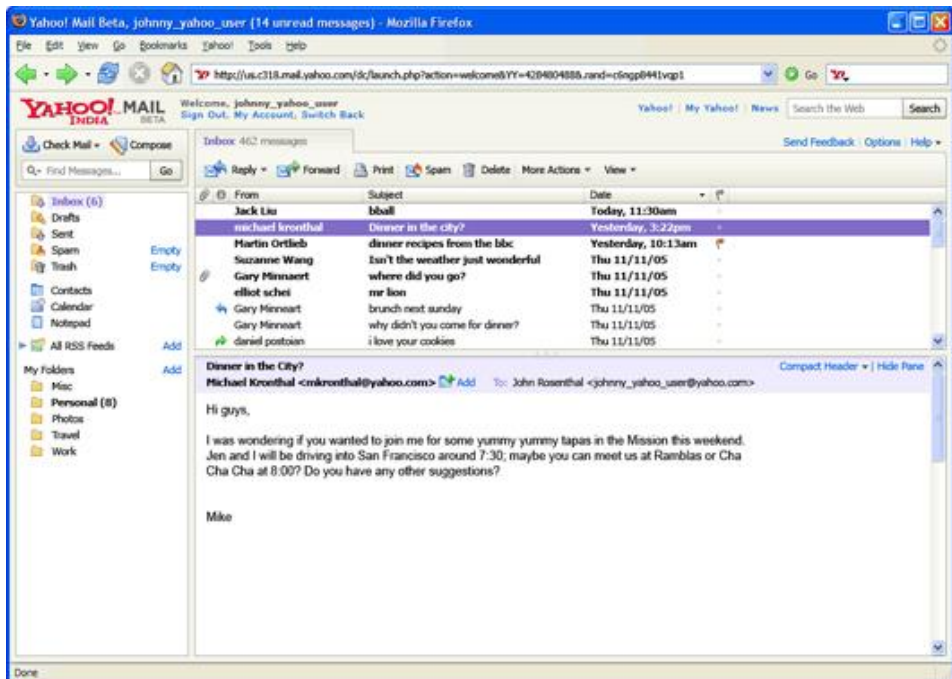 Yahoo! Mail Beta, johnny_yahoo_user (14 unread messages) - Mozilla Firefox
File Edit View Go Bookmarks Yahoo! Tools Help
Go
YAHOO! MAIL
INDIA BETA
Welcome, johnny_yahoo_user
Sign Out, My Account, Switch Back
Yahoo! My Yahoo! News Search the Web Search
Check Mail Compose
Inbox 462 messages
Send Feedback Options Help
Find Messages... Go
Reply Forward Print Spam Delete More Actions View
From Subject Date
Jack Liu bball Today, 11:30am
michael kronthal Dinner in the city? Yesterday, 3:22pm
Martin Ortlieb dinner recipes from the bbc Yesterday, 10:13am
Suzanne Wang Isn't the weather just wonderful Thu 11/11/05
Gary Minnaert where did you go? Thu 11/11/05
elliot schei mr lion Thu 11/11/05
Gary Minneart brunch next sunday Thu 11/11/05
Gary Minneart why didn't you come for dinner? Thu 11/11/05
daniel postoian i love your cookies Thu 11/11/05
Inbox (6)
Drafts
Sent
Spam Empty
Trash Empty
Contacts
Calendar
Notepad
All RSS Feeds Add
My Folders Add
Misc
Personal (8)
Photos
Travel
Work
Dinner in the City?
Compact Header | Hide Pane
Michael Kronthal <mkronthal@yahoo.com> Add To: John Rosenthal <johnny_yahoo_user@yahoo.com>
Hi guys,
I was wondering if you wanted to join me for some yummy yummy tapas in the Mission this weekend.
Jen and I will be driving into San Francisco around 7:30; maybe you can meet us at Ramblas or Cha
Cha Cha at 8:00? Do you have any other suggestions?
Mike
Done